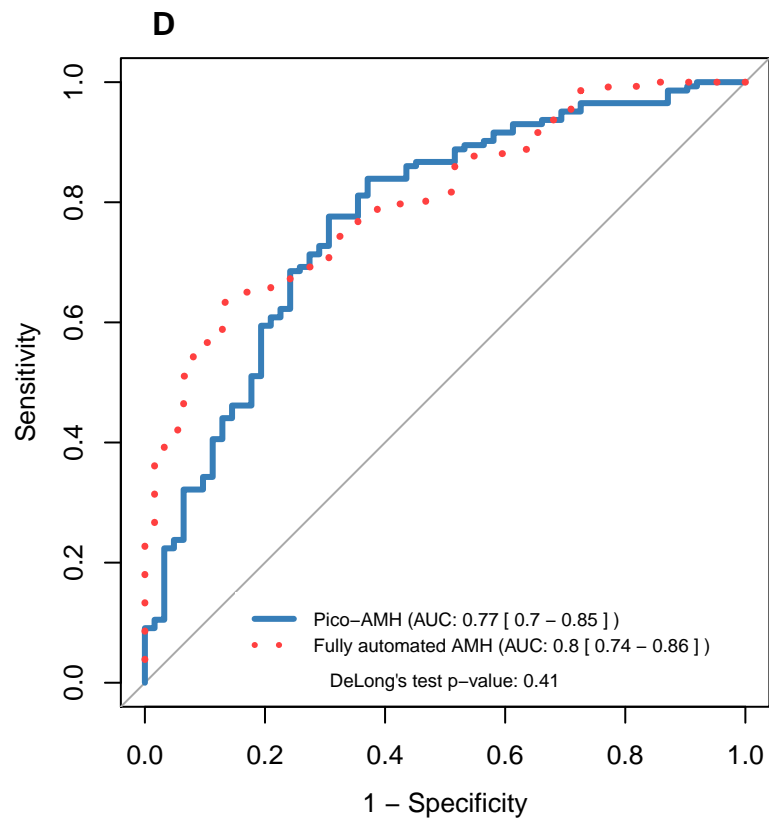 D
1.0
0.8
0.6
0.4
0.2
0.0
Sensitivity
Pico−AMH (AUC: 0.77 [ 0.7 − 0.85 ] )
Fully automated AMH (AUC: 0.8 [ 0.74 − 0.86 ] )
DeLong's test p−value: 0.41
0.0 0.2 0.4 0.6 0.8 1.0
1 − Specificity